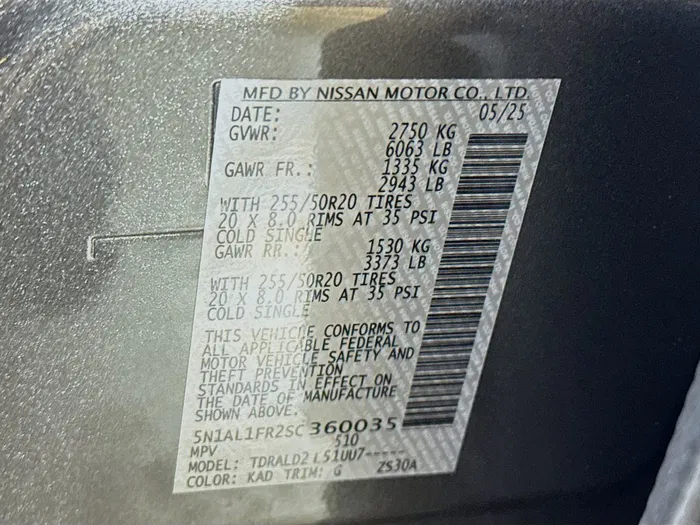 MFD BY NISSAN MOTOR CO., LTD.
DATE: 05/25
GVWR: 2750 KG
6063 LB
GAWR FR.: 1335 KG
2943 LB
WITH 255/50R20 TIRES
20 X 8.0 RIMS AT 35 PSI
COLD SINGLE
GAWR RR.: 1530 KG
3373 LB
WITH 255/50R20 TIRES
20 X 8.0 RIMS AT 35 PSI
COLD SINGLE
THIS VEHICLE CONFORMS TO
ALL APPLICABLE FEDERAL
MOTOR VEHICLE SAFETY AND
THEFT PREVENTION
STANDARDS IN EFFECT ON
THE DATE OF MANUFACTURE
SHOWN ABOVE.
5N1AL1FR2SC360035
MPV 510
MODEL: TDRALD2
COLOR: KAD TRIM: G ZS30A